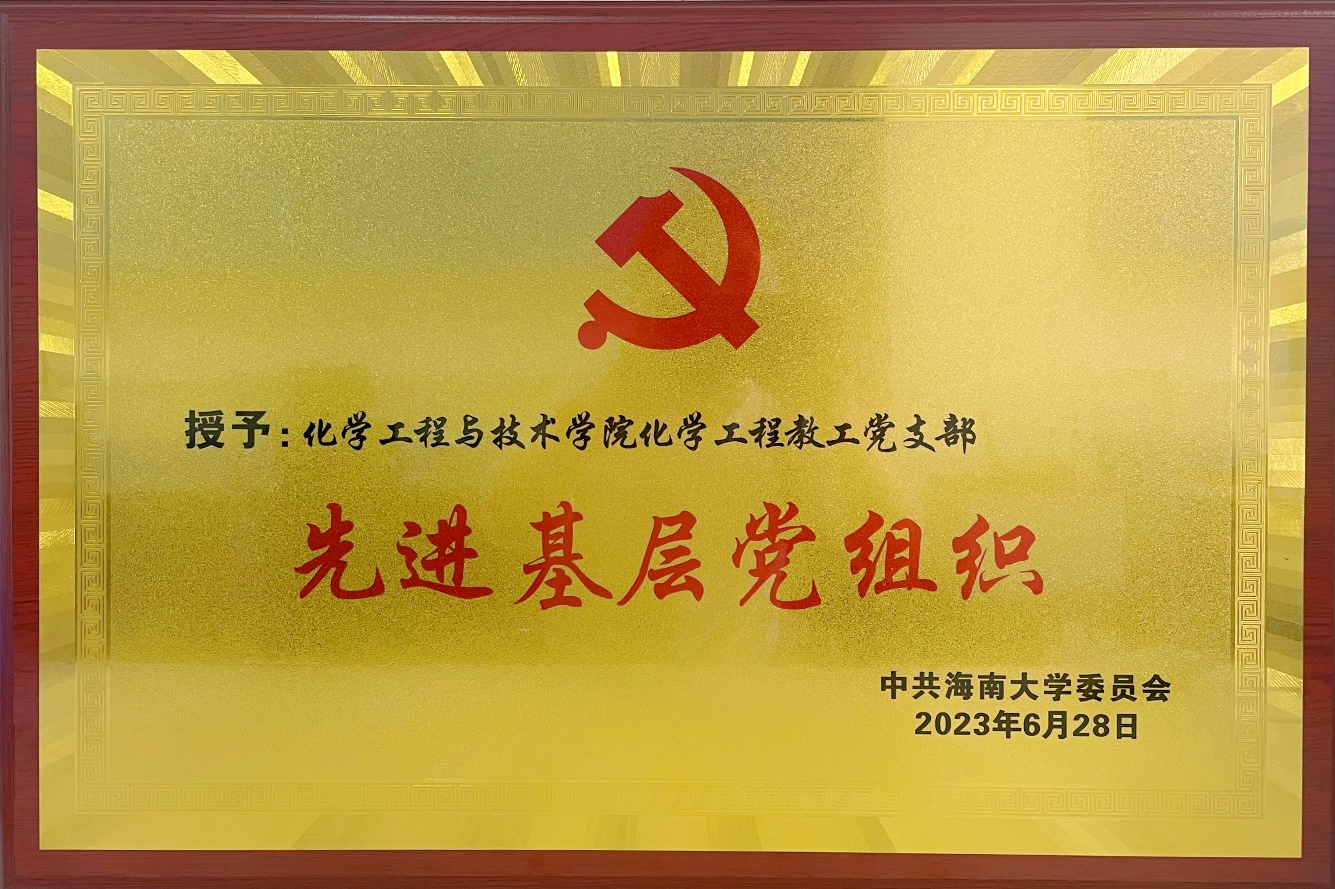 授予:化学工程与技术学院化学工程教工党支部
先进基层党组织
中共海南大学委员会
2023年6月28日